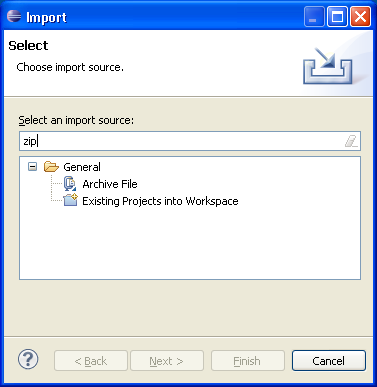 Import
Select
Choose import source.
Select an import source:
zip
General
Archive File
Existing Projects into Workspace
?
< Back
Next >
Finish
Cancel